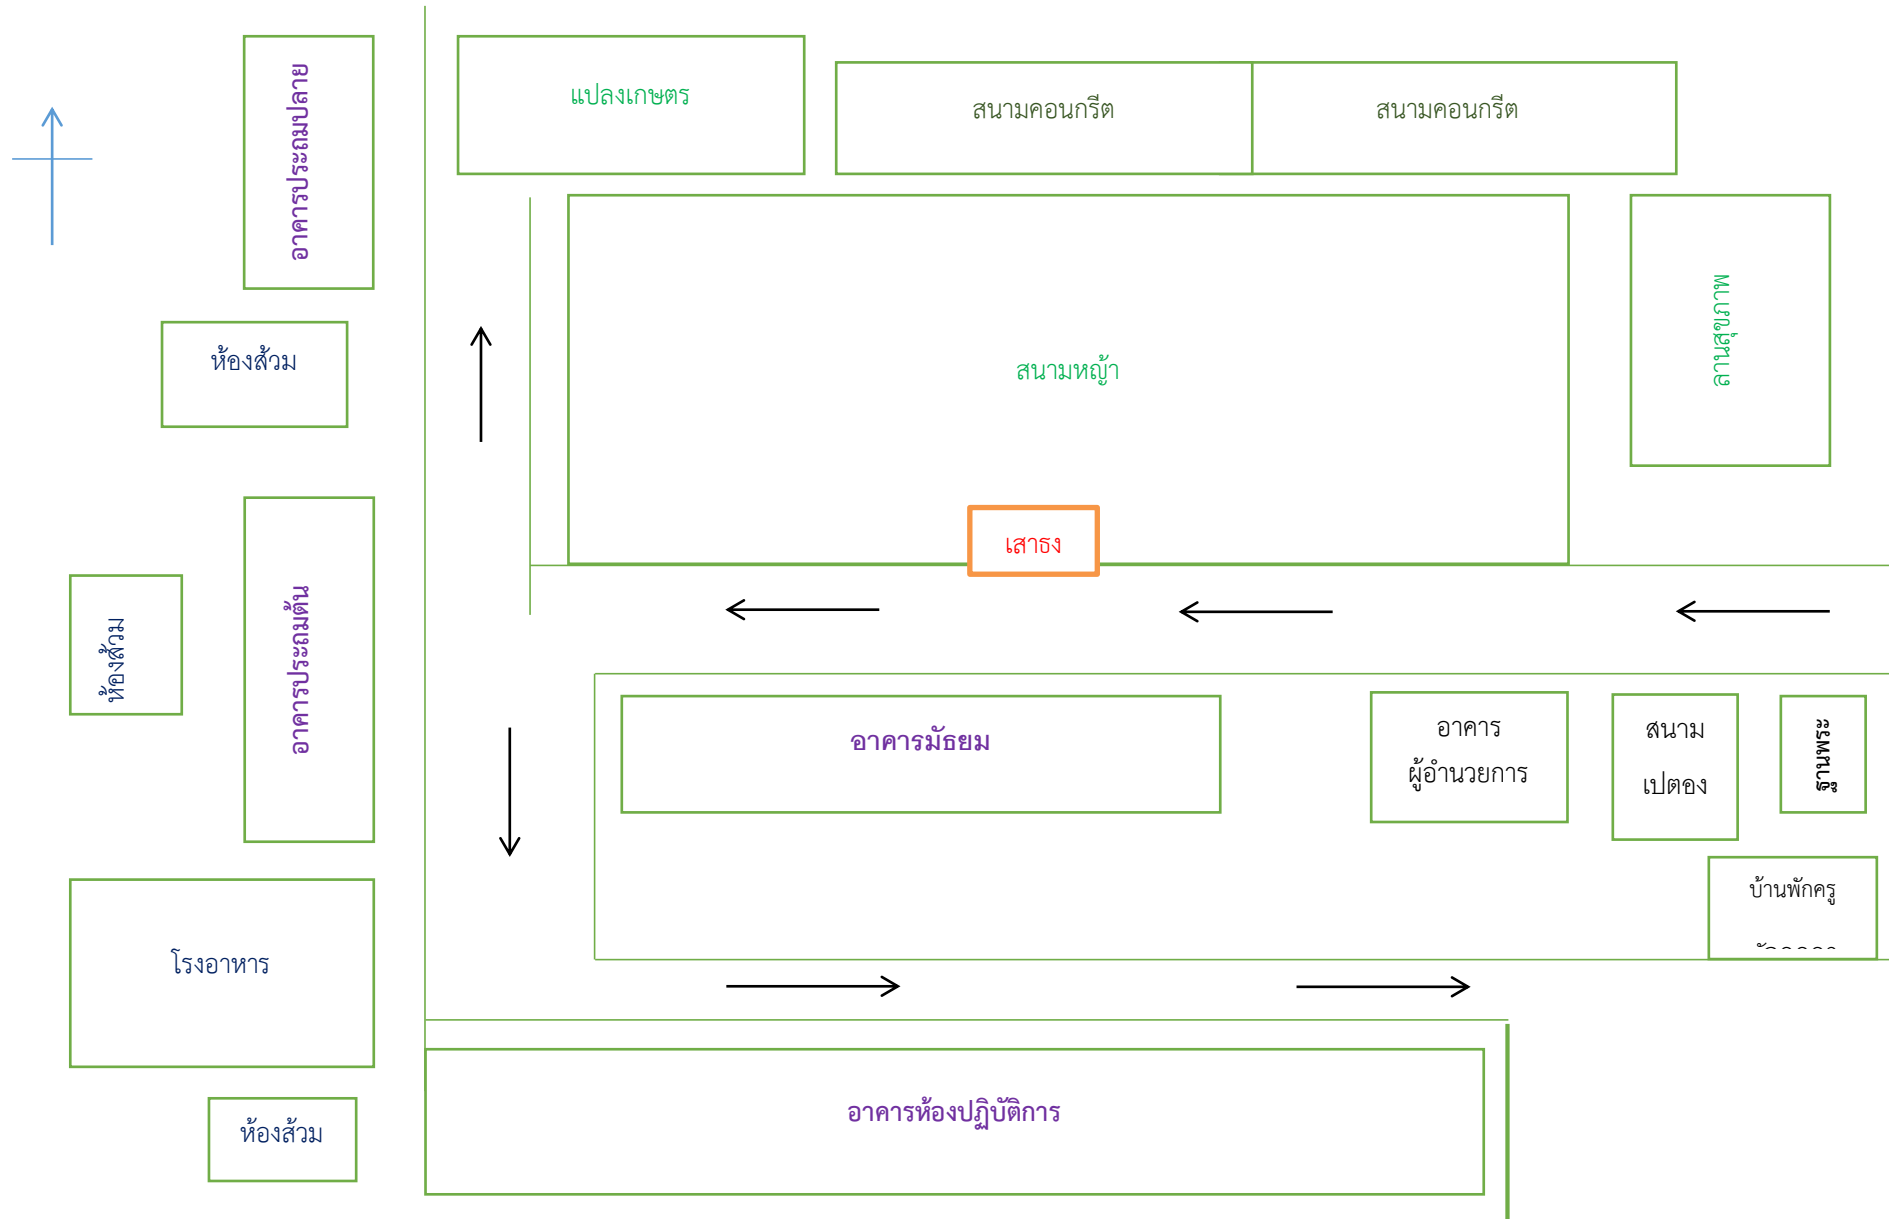 อาคารประถมปลาย
แปลงเกษตร
สนามคอนกรีต
สนามคอนกรีต
ห้องส้วม
สนามหญ้า
ลานสุขภาพ
เสาธง
ห้องส้วม
อาคารประถมต้น
อาคารมัธยม
อาคาร
ผู้อำนวยการ
สนาม
เปตอง
ฐานพระ
บ้านพักครู
โรงอาหาร
อาคารห้องปฏิบัติการ
ห้องส้วม